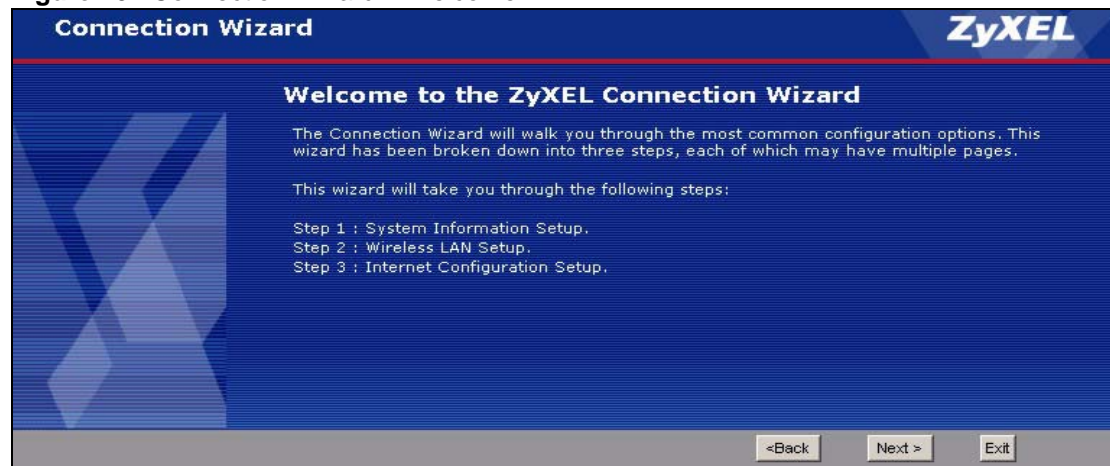 Connection Wizard
ZyXEL
Welcome to the ZyXEL Connection Wizard
The Connection Wizard will walk you through the most common configuration options. This
wizard has been broken down into three steps, each of which may have multiple pages.
This wizard will take you through the following steps:
Step 1 : System Information Setup.
Step 2 : Wireless LAN Setup.
Step 3 : Internet Configuration Setup.
<Back
Next >
Exit